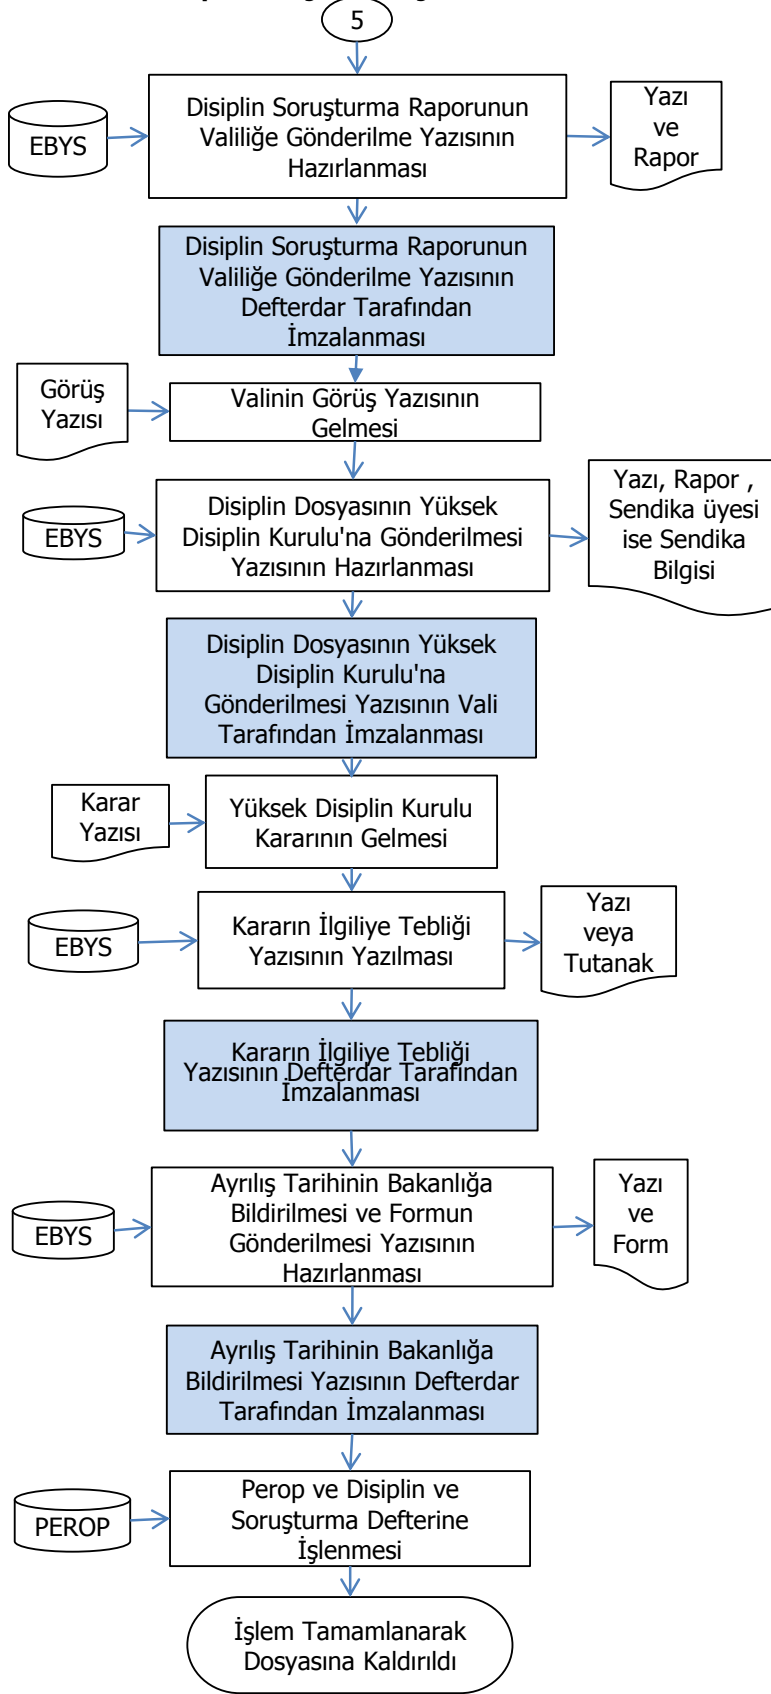 5
Disiplin Soruşturma Raporunun
Valiliğe Gönderilme Yazısının
Hazırlanması
EBYS
Yazı
ve
Rapor
Disiplin Soruşturma Raporunun
Valiliğe Gönderilme Yazısının
Defterdar Tarafından
İmzalanması
Görüş
Yazısı
Valinin Görüş Yazısının
Gelmesi
EBYS
Disiplin Dosyasının Yüksek
Disiplin Kurulu'na Gönderilmesi
Yazısının Hazırlanması
Yazı, Rapor ,
Sendika üyesi
ise Sendika
Bilgisi
Disiplin Dosyasının Yüksek
Disiplin Kurulu'na
Gönderilmesi Yazısının Vali
Tarafından İmzalanması
Karar
Yazısı
Yüksek Disiplin Kurulu
Kararının Gelmesi
EBYS
Kararın İlgiliye Tebliği
Yazısının Yazılması
Yazı
veya
Tutanak
Kararın İlgiliye Tebliği
Yazısının Defterdar Tarafından
İmzalanması
EBYS
Ayrılış Tarihinin Bakanlığa
Bildirilmesi ve Formun
Gönderilmesi Yazısının
Hazırlanması
Yazı
ve
Form
Ayrılış Tarihinin Bakanlığa
Bildirilmesi Yazısının Defterdar
Tarafından İmzalanması
PEROP
Perop ve Disiplin ve
Soruşturma Defterine
İşlenmesi
İşlem Tamamlanarak
Dosyasına Kaldırıldı